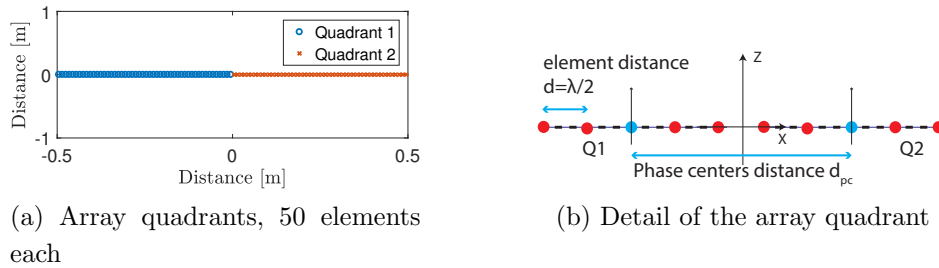 1
0
-1
Distance [m]
-0.5
0
0.5
Distance [m]
Quadrant 1
Quadrant 2
(a) Array quadrants, 50 elements
each
element distance
d=λ/2
Z
X
Q1
Q2
Phase centers distance d_pc
(b) Detail of the array quadrant